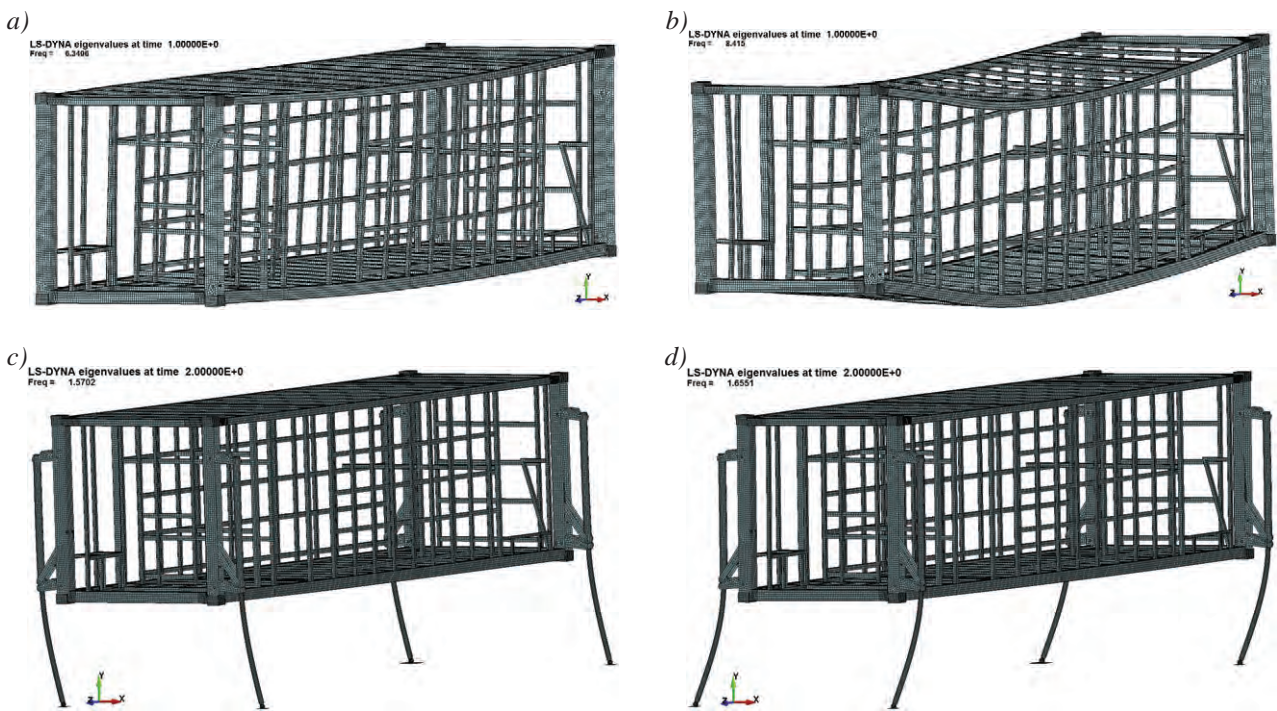 a)
LS-DYNA eigenvalues at time 1.00000E+0
Freq = 6.3406
Y
Z X
b)
LS-DYNA eigenvalues at time 1.00000E+0
Freq = 8.415
Y
Z X
c)
LS-DYNA eigenvalues at time 2.00000E+0
Freq = 1.5702
Y
Z X
d)
LS-DYNA eigenvalues at time 2.00000E+0
Freq = 1.6551
Y
Z X